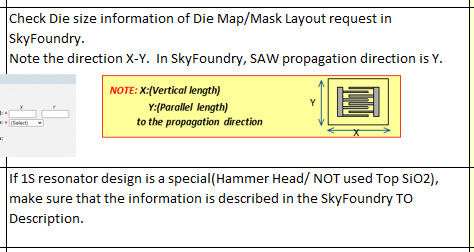 Check Die size information of Die Map/Mask Layout request in
SkyFoundry.
Note the direction X-Y.  In SkyFoundry, SAW propagation direction is Y.
X
Y
(Select)
NOTE: X:(Vertical length)
Y:(Parallel length)
to the propagation direction
Y
X
If 1S resonator design is a special(Hammer Head/ NOT used Top SiO2),
make sure that the information is described in the SkyFoundry TO
Description.